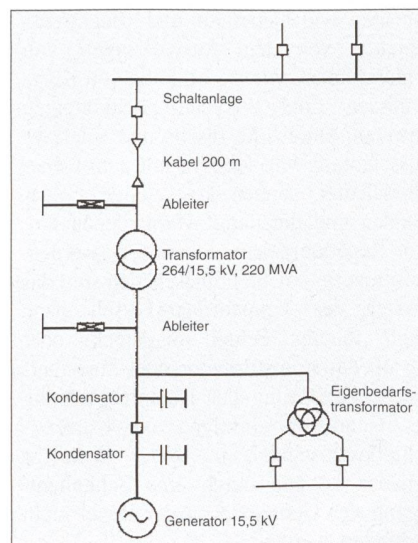 Schaltanlage
Kabel 200 m
Ableiter
Transformator
264/15,5 kV, 220 MVA
Ableiter
Kondensator
Eigenbedarfs-
transformator
Kondensator
Generator 15,5 kV